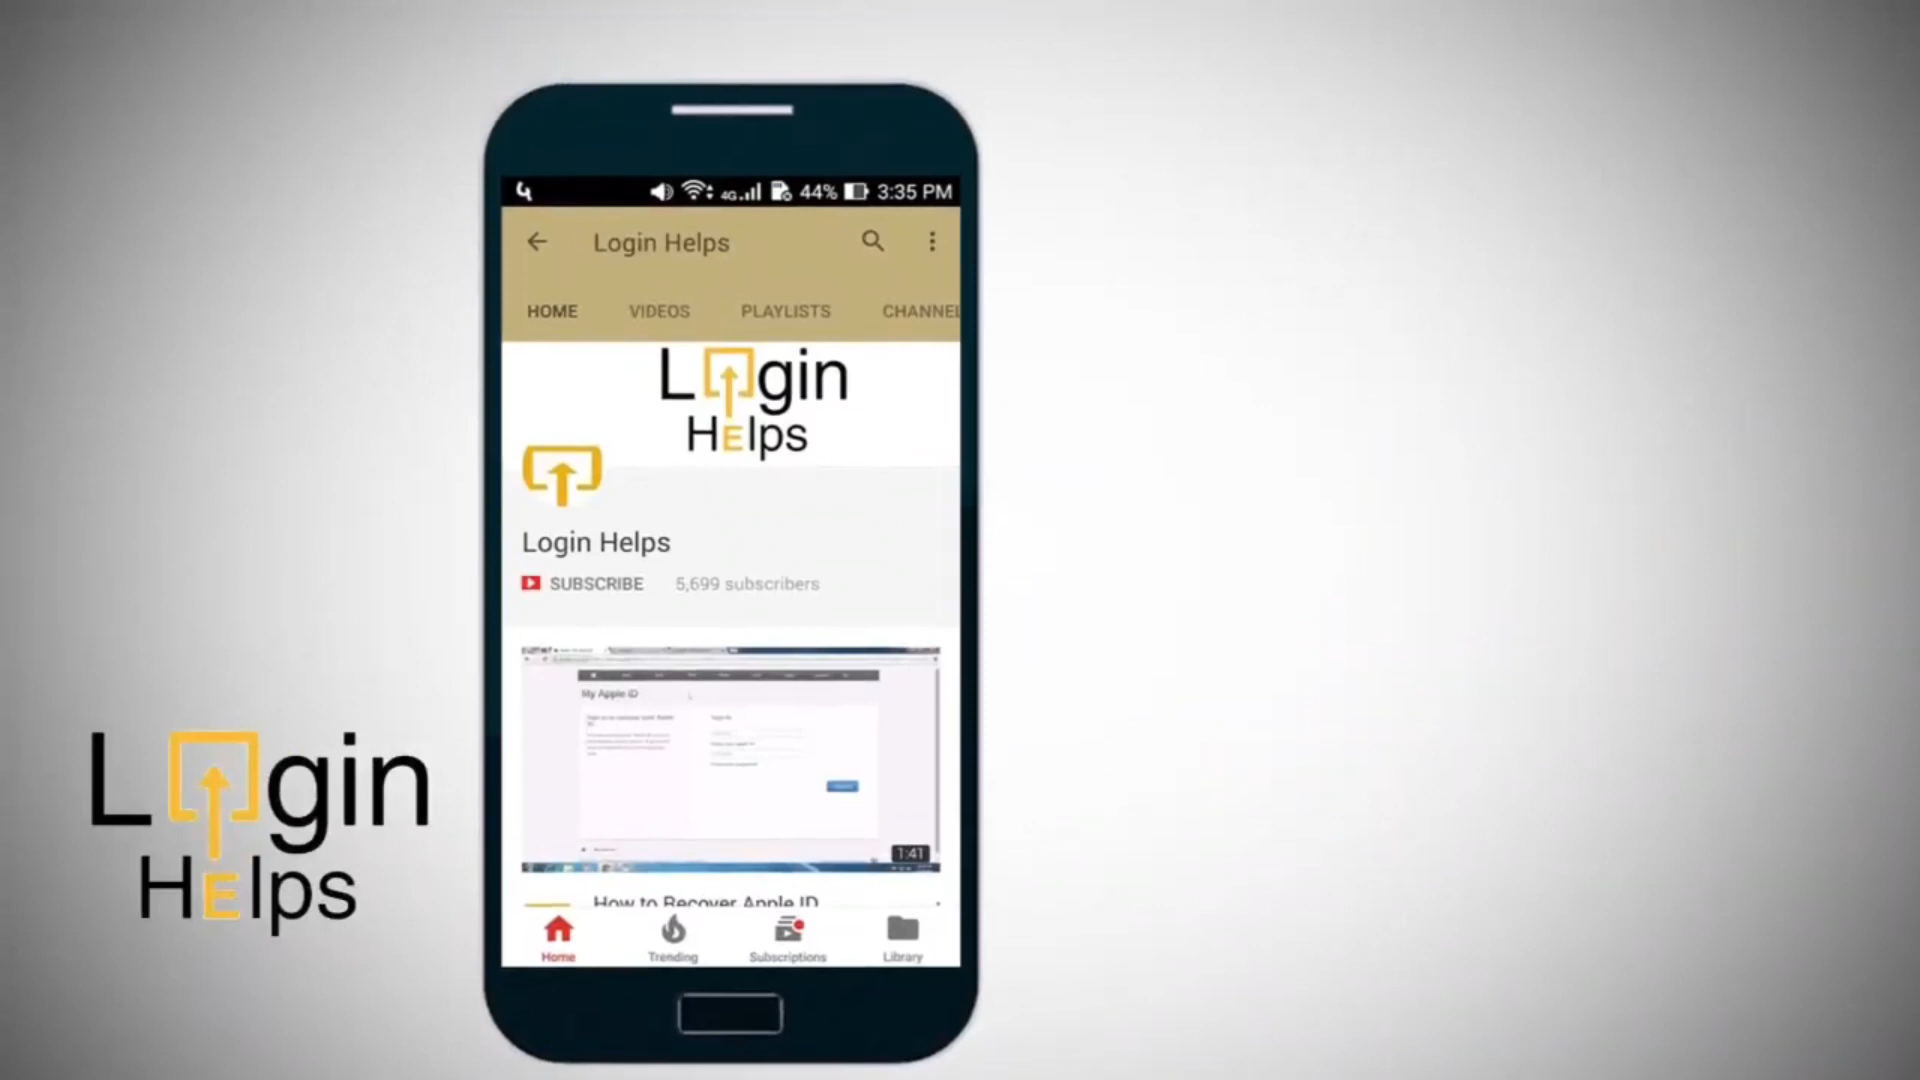 4G 44% 3:35 PM
Login Helps
HOME VIDEOS PLAYLISTS CHANNEL
Login
Helps
Login Helps
SUBSCRIBE 5,699 subscribers
My Apple ID
1:41
How to Recover Apple ID
Home Trending Subscriptions Library
Login
Helps